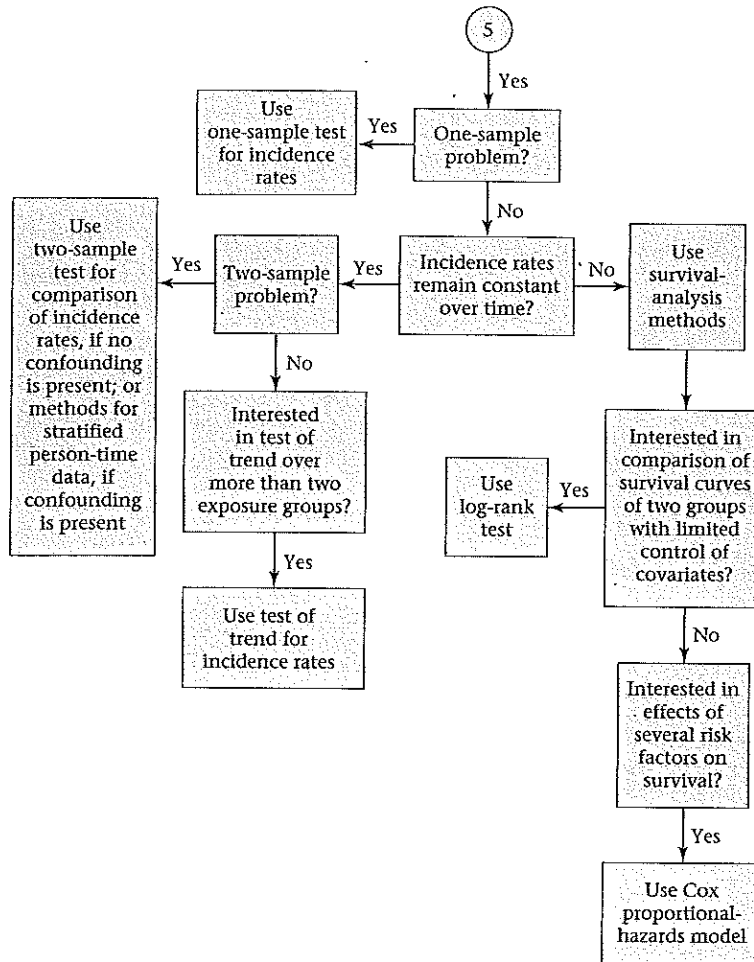 5
Yes
Use
one-sample test
for incidence
rates
Yes
One-sample
problem?
No
Use
two-sample
test for
comparison
of incidence
rates, if no
confounding
is present; or
methods for
stratified
person-time
data, if
confounding
is present
Yes
Two-sample
problem?
Yes
Incidence rates
remain constant
over time?
No
Use
survival-
analysis
methods
No
Interested
in test of
trend over
more than two
exposure groups?
Yes
Use test of
trend for
incidence rates
Use
log-rank
test
Yes
Interested in
comparison of
survival curves
of two groups
with limited
control of
covariates?
No
Interested in
effects of
several risk
factors on
survival?
Yes
Use Cox
proportional-
hazards model